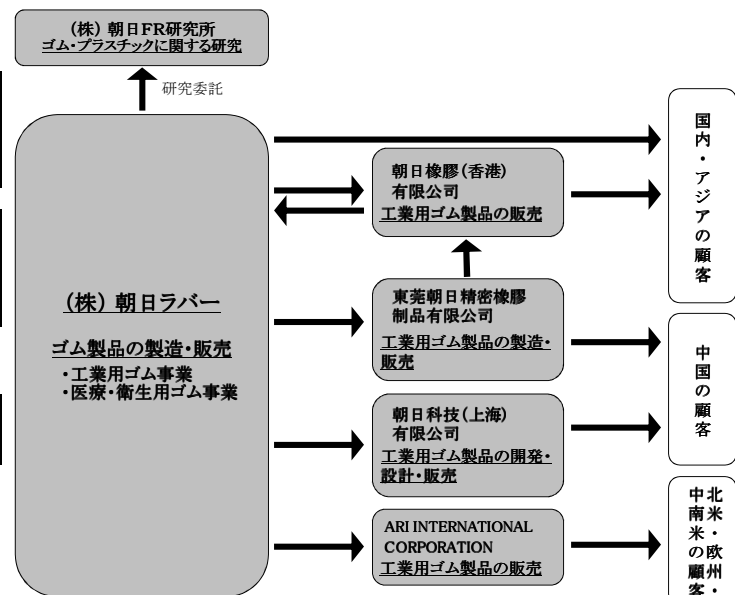 (株) 朝日FR研究所
ゴム・プラスチックに関する研究
研究委託
(株) 朝日ラバー
ゴム製品の製造・販売
・工業用ゴム事業
・医療・衛生用ゴム事業
朝日橡膠(香港)
有限公司
工業用ゴム製品の販売
東莞朝日精密橡膠
制品有限公司
工業用ゴム製品の製造・
販売
朝日科技(上海)
有限公司
工業用ゴム製品の開発・
設計・販売
ARI INTERNATIONAL
CORPORATION
工業用ゴム製品の販売
国内・アジアの顧客
中国の顧客
北米・欧州・
中南米の顧客